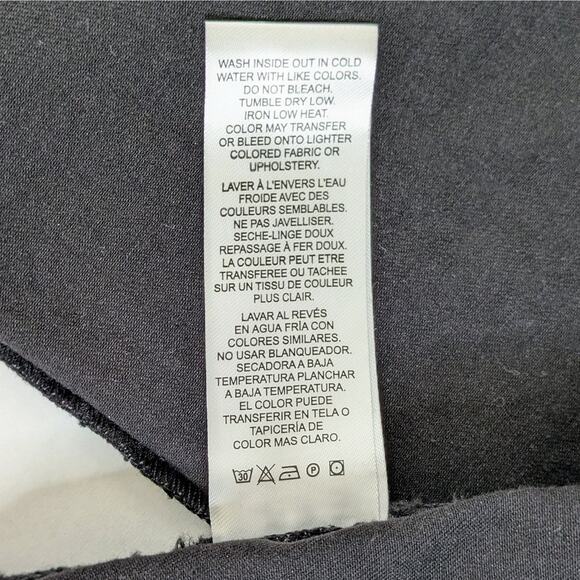 WASH INSIDE OUT IN COLD
WATER WITH LIKE COLORS.
DO NOT BLEACH.
TUMBLE DRY LOW.
IRON LOW HEAT.
COLOR MAY TRANSFER
OR BLEED ONTO LIGHTER
COLORED FABRIC OR
UPHOLSTERY.
LAVER À L'ENVERS L'EAU
FROIDE AVEC DES
COULEURS SEMBLABLES.
NE PAS JAVELLISER.
SECHE-LINGE DOUX
REPASSAGE À FER DOUX.
LA COULEUR PEUT ETRE
TRANSFEREE OU TACHEE
SUR UN TISSU DE COULEUR
PLUS CLAIR.
LAVAR AL REVÉS
EN AGUA FRÍA CON
COLORES SIMILARES.
NO USAR BLANQUEADOR.
SECADORA A BAJA
TEMPERATURA PLANCHAR
A BAJA TEMPERATURA.
EL COLOR PUEDE
TRANSFERIR EN TELA O
TAPICERÍA DE
COLOR MAS CLARO.
30 P